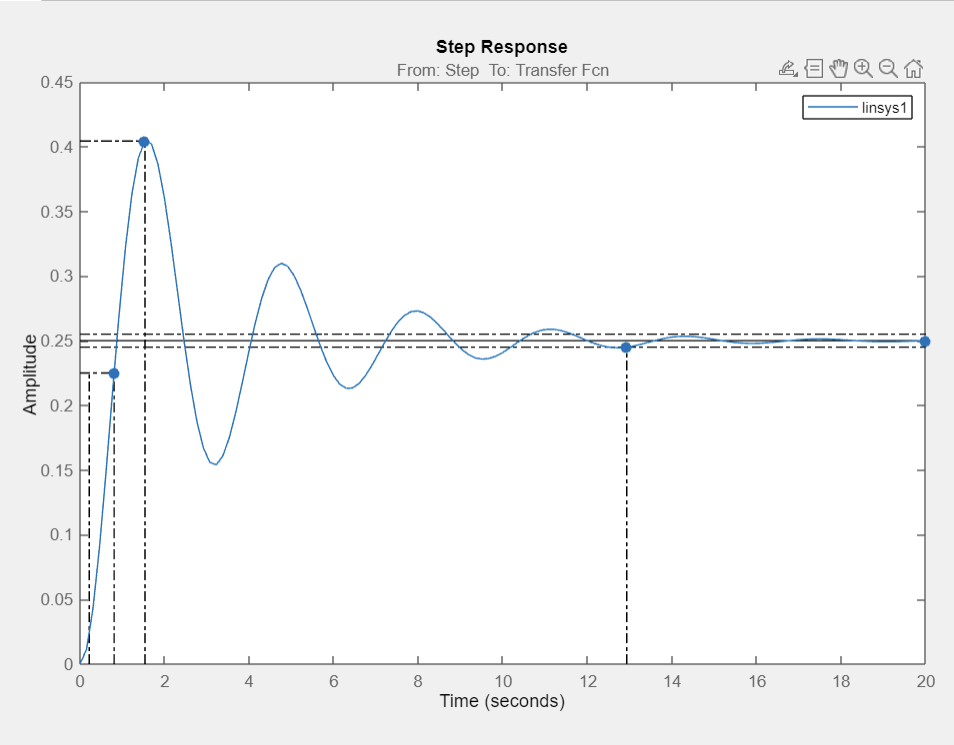 Step Response
From: Step  To: Transfer Fcn
linsys1
0.45
0.4
0.35
0.3
0.25
0.2
0.15
0.1
0.05
0
Amplitude
0 2 4 6 8 10 12 14 16 18 20
Time (seconds)